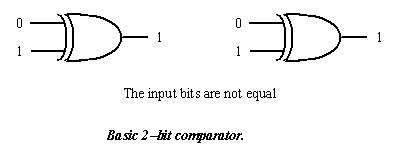 0 0
1 1
1 1
The input bits are not equal
Basic 2-bit comparator.